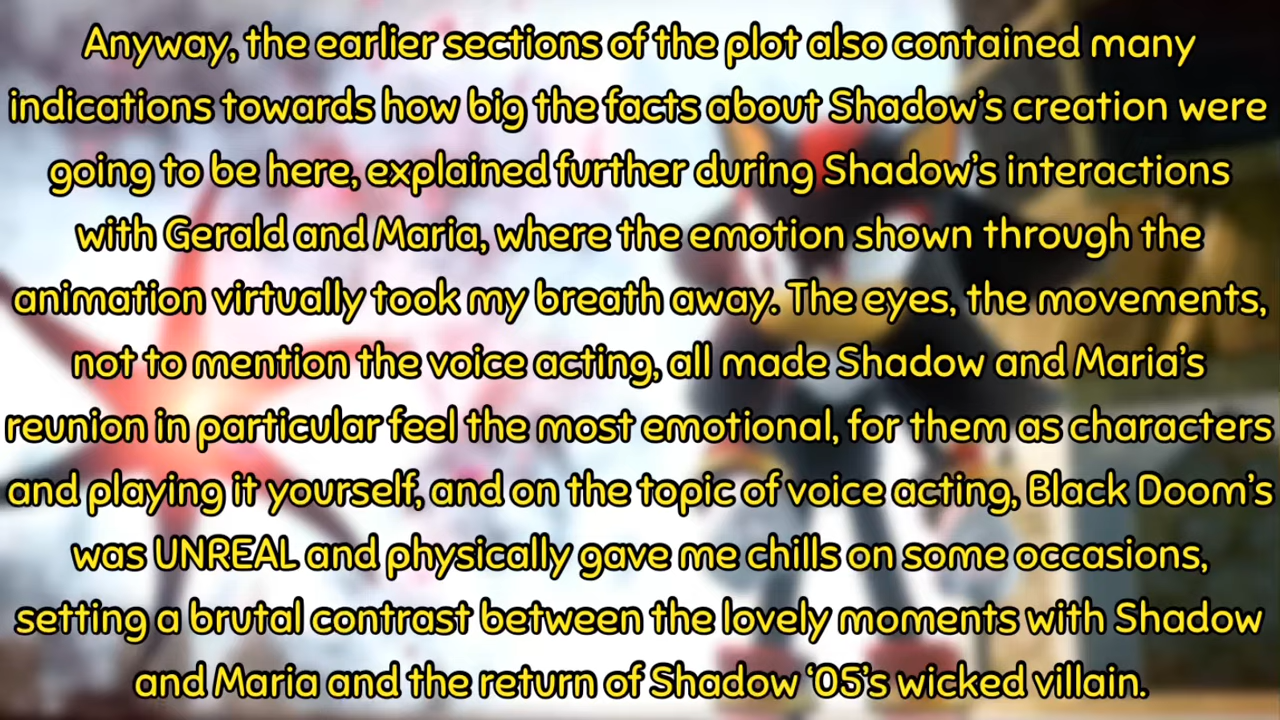 Anyway, the earlier sections of the plot also contained many
indications towards how big the facts about Shadow's creation were
going to be here, explained further during Shadow's interactions
with Gerald and Maria, where the emotion shown through the
animation virtually took my breath away. The eyes, the movements,
not to mention the voice acting, all made Shadow and Maria's
reunion in particular feel the most emotional, for them as characters
and playing it yourself, and on the topic of voice acting, Black Doom's
was UNREAL and physically gave me chills on some occasions,
setting a brutal contrast between the lovely moments with Shadow
and Maria and the return of Shadow ‘05’s wicked villain.